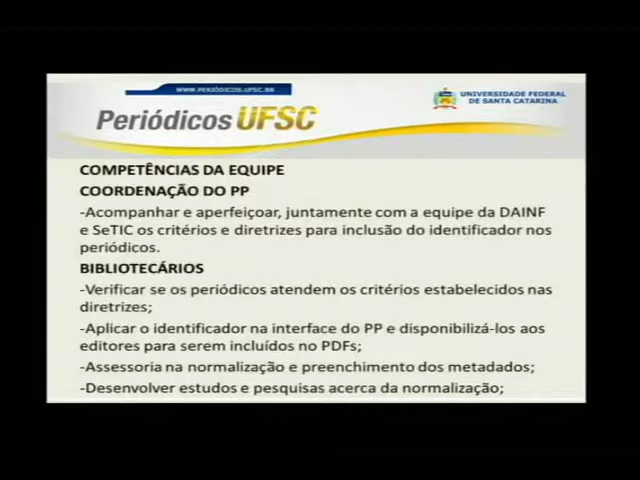 WWW.PERIÓDICOS.UFSC.BR
Periódicos UFSC
UNIVERSIDADE FEDERAL
DE SANTA CATARINA
COMPETÊNCIAS DA EQUIPE
COORDENAÇÃO DO PP
-Acompanhar e aperfeiçoar, juntamente com a equipe da DAINF
e SeTIC os critérios e diretrizes para inclusão do identificador nos
periódicos.
BIBLIOTECÁRIOS
-Verificar se os periódicos atendem os critérios estabelecidos nas
diretrizes;
-Aplicar o identificador na interface do PP e disponibilizá-los aos
editores para serem incluídos no PDFs;
-Assessoria na normalização e preenchimento dos metadados;
-Desenvolver estudos e pesquisas acerca da normalização;